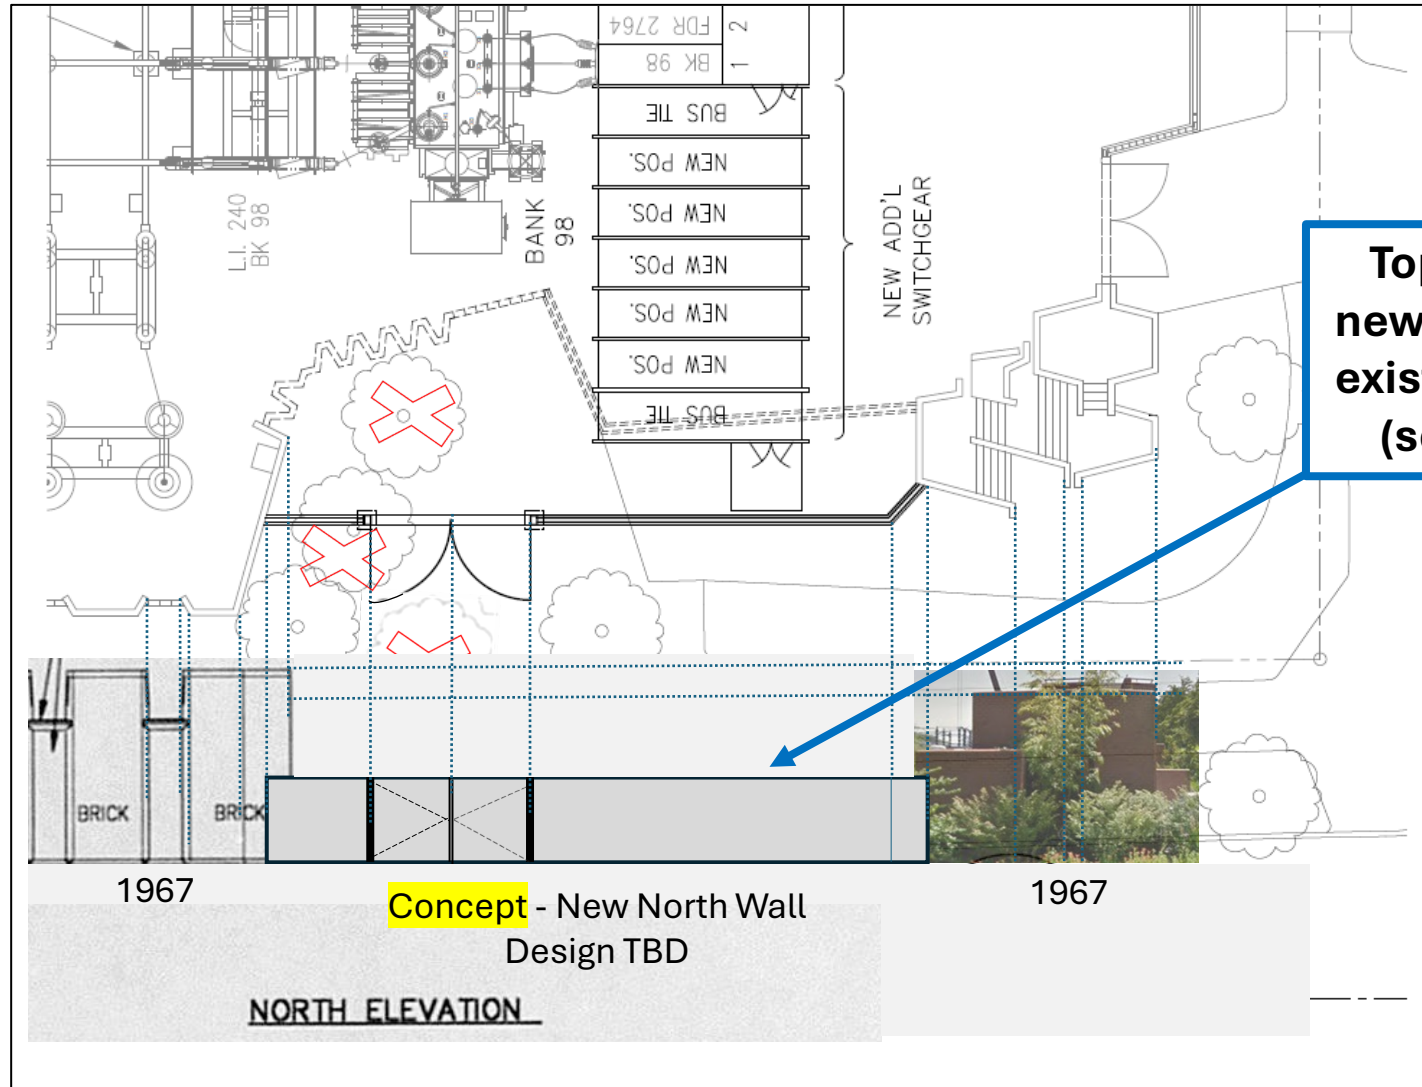 FDR 2764
2
BK 98
1
BUS TIE
NEW POS.
NEW POS.
NEW POS.
NEW POS.
NEW POS.
BUS TIE
L.I. 240
BK 98
BANK
98
NEW ADD'L
SWITCHGEAR
Top
new
exist
(se
BRICK
BRICK
1967
Concept - New North Wall
Design TBD
1967
NORTH ELEVATION